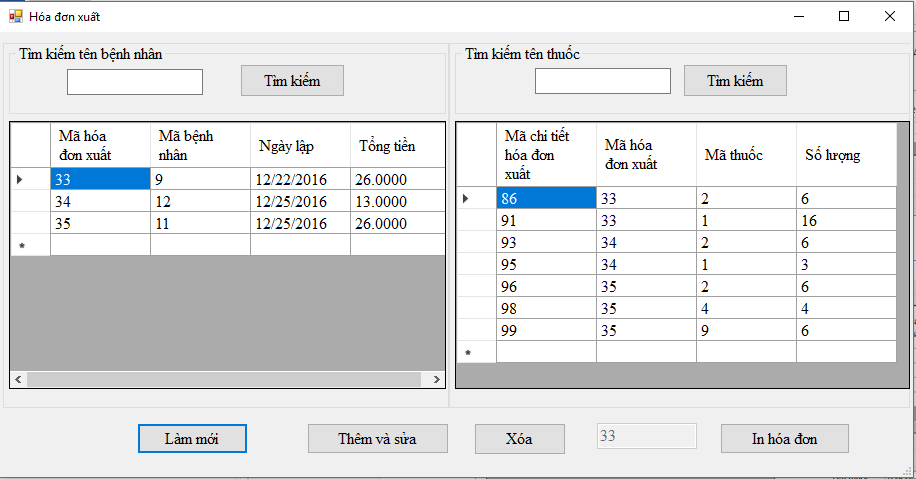 Hóa đơn xuất
Tìm kiếm tên bệnh nhân
Tìm kiếm
Mã hóa
đơn xuất
Mã bệnh
nhân
Ngày lập
Tổng tiền
33 9 12/22/2016 26.0000
34 12 12/25/2016 13.0000
35 11 12/25/2016 26.0000
Tìm kiếm tên thuốc
Tìm kiếm
Mã chi tiết
hóa đơn
xuất
Mã hóa
đơn xuất
Mã thuốc
Số lượng
86 33 2 6
91 33 1 16
93 34 2 6
95 34 1 3
96 35 2 6
98 35 4 4
99 35 9 6
Làm mới
Thêm và sửa
Xóa
33
In hóa đơn